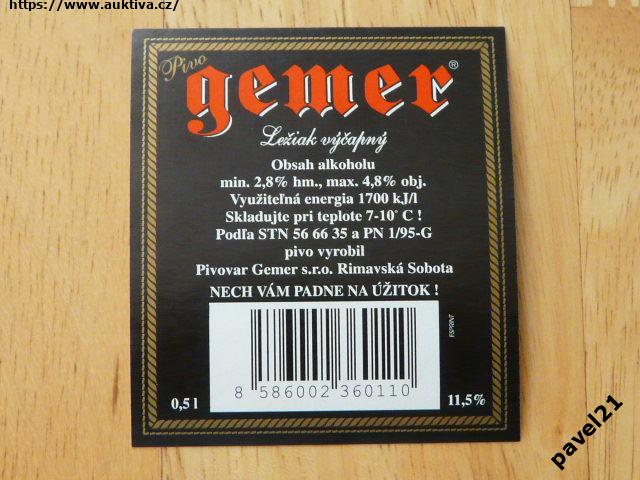 https://www.auktiva.cz/
Pivo
gemer®
Ležiak výčapný
Obsah alkoholu
min. 2,8% hm., max. 4,8% obj.
Využiteľná energia 1700 kJ/l
Skladujte pri teplote 7-10° C !
Podľa STN 56 66 35 a PN 1/95-G
pivo vyrobil
Pivovar Gemer s.r.o. Rimavská Sobota
NECH VÁM PADNE NA ÚŽITOK !
FSPRINT
8 586002 360110
0,5 l
11,5%
pavel21